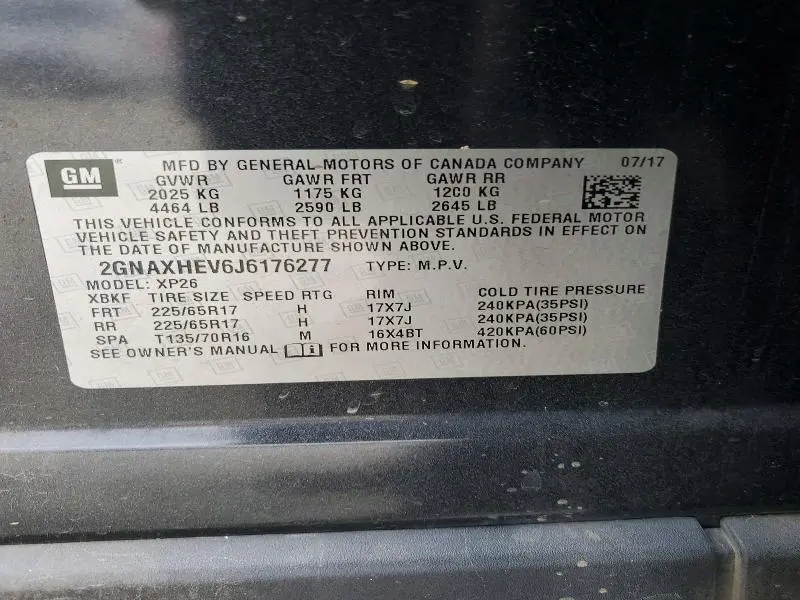 GM MFD BY GENERAL MOTORS OF CANADA COMPANY 07/17
GVWR GAWR FRT GAWR RR
2025 KG 1175 KG 1200 KG
4464 LB 2590 LB 2645 LB
THIS VEHICLE CONFORMS TO ALL APPLICABLE U.S. FEDERAL MOTOR
VEHICLE SAFETY AND THEFT PREVENTION STANDARDS IN EFFECT ON
THE DATE OF MANUFACTURE SHOWN ABOVE.
2GNAXHEV6J6176277 TYPE: M.P.V.
MODEL: XP26
XBKF TIRE SIZE SPEED RTG RIM COLD TIRE PRESSURE
FRT 225/65R17 H 17X7J 240KPA(35PSI)
RR 225/65R17 H 17X7J 240KPA(35PSI)
SPA T135/70R16 M 16X4BT 420KPA(60PSI)
SEE OWNER'S MANUAL FOR MORE INFORMATION.